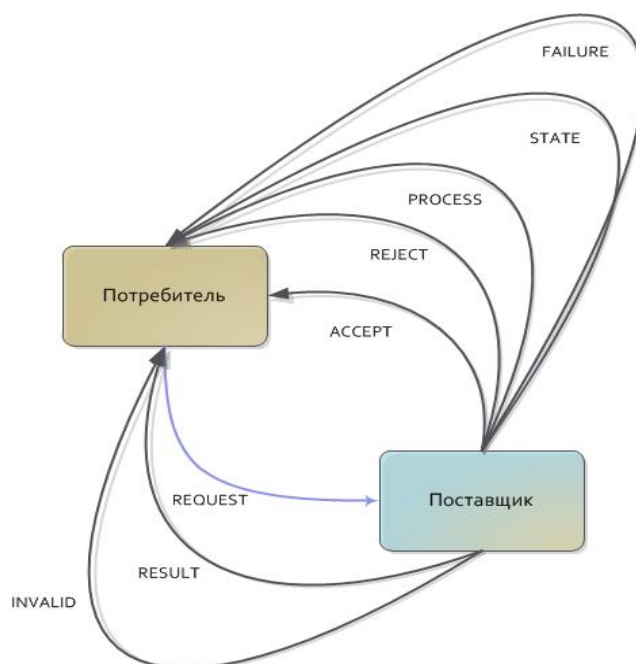 FAILURE
STATE
PROCESS
REJECT
Потребитель
ACCEPT
REQUEST
Поставщик
RESULT
INVALID